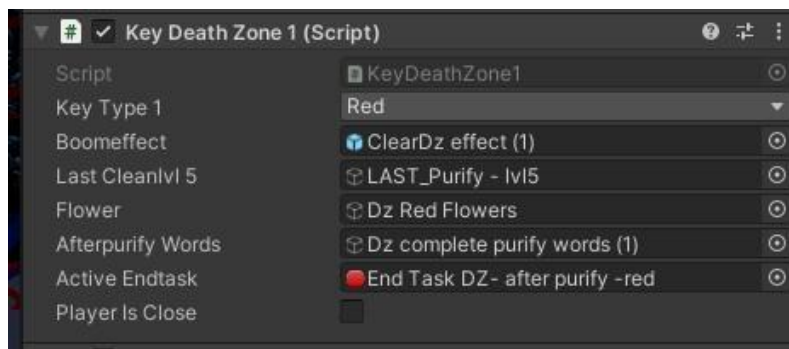 # Key Death Zone 1 (Script)
Script KeyDeathZone1
Key Type 1 Red
Boomeffect ClearDz effect (1)
Last Cleanlvl 5 LAST_Purify - lvl5
Flower Dz Red Flowers
Afterpurify Words Dz complete purify words (1)
Active Endtask End Task DZ- after purify -red
Player Is Close